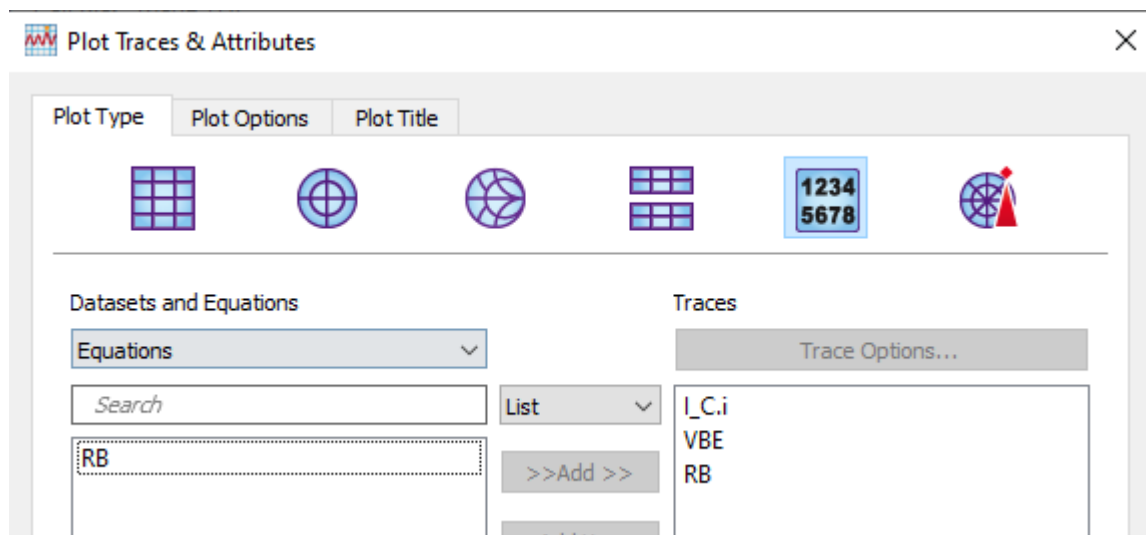 Plot Traces & Attributes
Plot Type
Plot Options
Plot Title
1234
5678
Datasets and Equations
Traces
Equations
Trace Options...
Search
List
I_C.i
VBE
RB
>>Add >>
RB